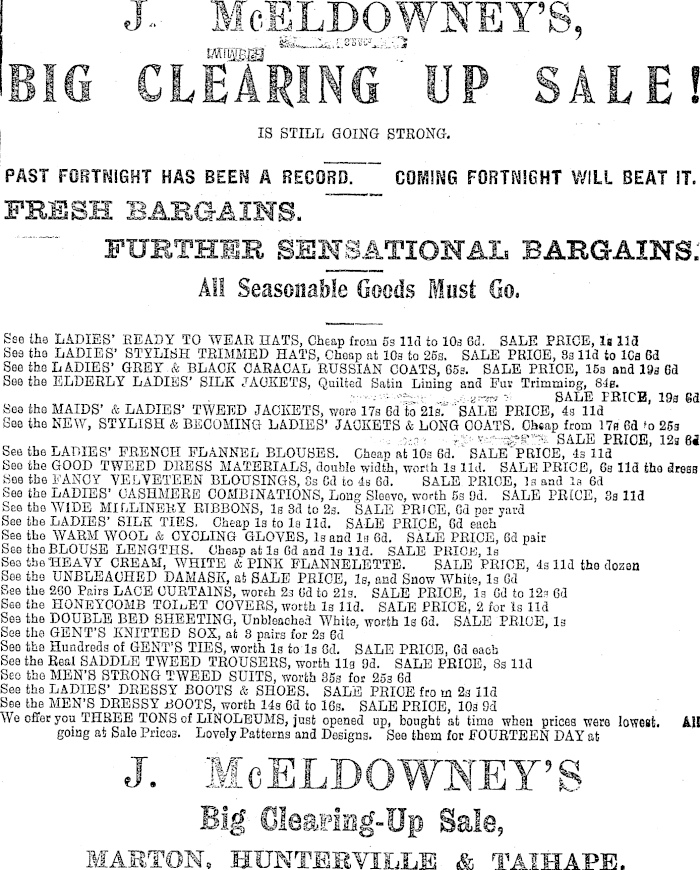 J. McELDOWNEY'S,
BIG CLEARING UP SALE!
IS STILL GOING STRONG.
PAST FORTNIGHT HAS BEEN A RECORD. COMING FORTNIGHT WILL BEAT IT.
FRESH BARGAINS.
FURTHER SENSATIONAL BARGAINS.
All Seasonable Goods Must Go.
See the LADIES' READY TO WEAR HATS, Cheap from 5s 11d to 10s 6d. SALE PRICE, 1s 11d
See the LADIES' STYLISH TRIMMED HATS, Cheap at 10s to 25s. SALE PRICE, 3s 11d to 10s 6d
See the LADIES' GREY & BLACK CARACAL RUSSIAN COATS, 65s. SALE PRICE, 15s and 19s 6d
See the ELDERLY LADIES' SILK JACKETS, Quilted Satin Lining and Fur Trimming, 84s.
SALE PRICE, 19s 6d
See the MAIDS' & LADIES' TWEED JACKETS, were 17s 6d to 21s. SALE PRICE, 4s 11d
See the NEW, STYLISH & BECOMING LADIES' JACKETS & LONG COATS. Cheap from 17s 6d to 25s
SALE PRICE, 12s 6d
See the LADIES' FRENCH FLANNEL BLOUSES. Cheap at 10s 6d. SALE PRICE, 4s 11d
See the GOOD TWEED DRESS MATERIALS, double width, worth 1s 11d. SALE PRICE, 6s 11d the dress
See the FANCY VELVETEEN BLOUSINGS, 3s 6d to 4s 6d. SALE PRICE, 1s and 1s 6d
See the LADIES' CASHMERE COMBINATIONS, Long Sleeve, worth 5s 9d. SALE PRICE, 3s 11d
See the WIDE MILLINERY RIBBONS, 1s 3d to 2s. SALE PRICE, 6d per yard
See the LADIES' SILK TIES. Cheap 1s to 1s 11d. SALE PRICE, 6d each
See the WARM WOOL & CYCLING GLOVES, 1s and 1s 6d. SALE PRICE, 6d pair
See the BLOUSE LENGTHS. Cheap at 1s 6d and 1s 11d. SALE PRICE, 1s
See the HEAVY CREAM, WHITE & PINK FLANNELETTE. SALE PRICE, 4s 11d the dozen
See the UNBLEACHED DAMASK, at SALE PRICE, 1s, and Snow White, 1s 6d
See the 260 Pairs LACE CURTAINS, worth 2s 6d to 21s. SALE PRICE, 1s 6d to 12s 6d
See the HONEYCOMB TOILET COVERS, worth 1s 11d. SALE PRICE, 2 for 1s 11d
See the DOUBLE BED SHEETING, Unbleached White, worth 1s 6d. SALE PRICE, 1s
See the GENT'S KNITTED SOX, at 3 pairs for 2s 6d
See the Hundreds of GENT'S TIES, worth 1s to 1s 6d. SALE PRICE, 6d each
See the Real SADDLE TWEED TROUSERS, worth 11s 9d. SALE PRICE, 8s 11d
See the MEN'S STRONG TWEED SUITS, worth 35s for 25s 6d
See the LADIES' DRESSY BOOTS & SHOES. SALE PRICE fro m 2s 11d
See the MEN'S DRESSY BOOTS, worth 14s 6d to 16s. SALE PRICE, 10s 9d
We offer you THREE TONS of LINOLEUMS, just opened up, bought at time when prices were lowest. All
going at Sale Prices. Lovely Patterns and Designs. See them for FOURTEEN DAY at
J. McELDOWNEY'S
Big Clearing-Up Sale,
MARTON, HUNTERVILLE & TAIHAPE.